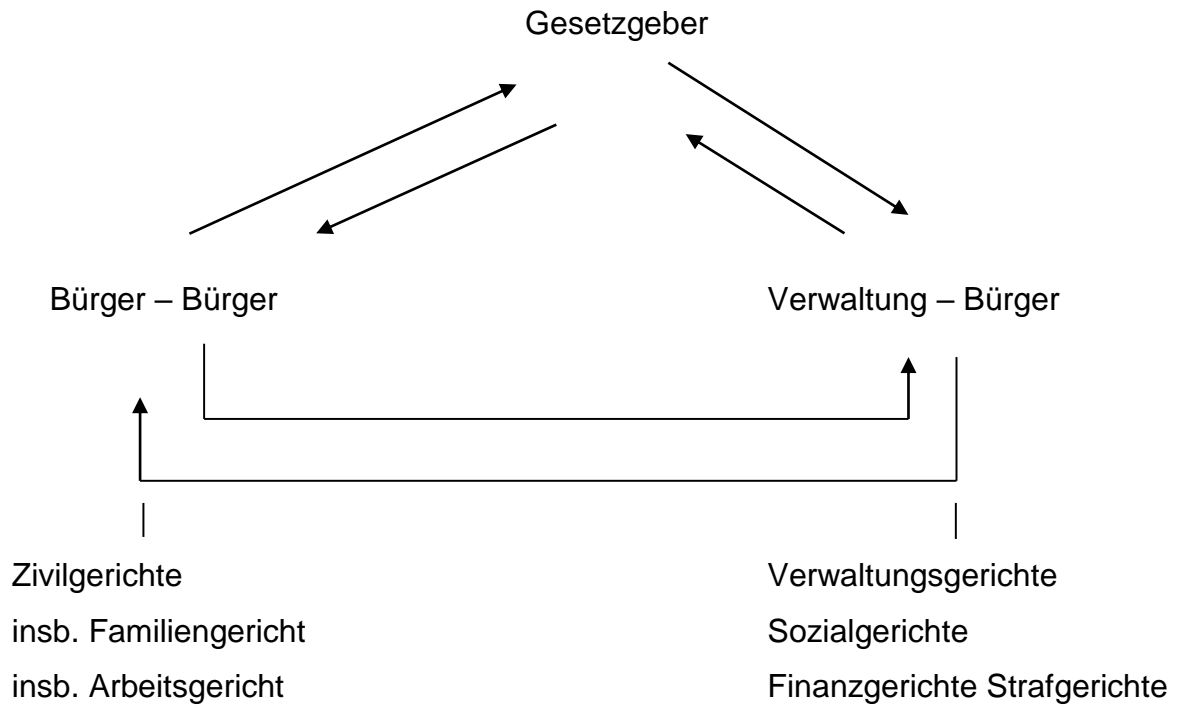 Gesetzgeber
Bürger – Bürger
Verwaltung – Bürger
Zivilgerichte
insb. Familiengericht
insb. Arbeitsgericht
Verwaltungsgerichte
Sozialgerichte
Finanzgerichte Strafgerichte